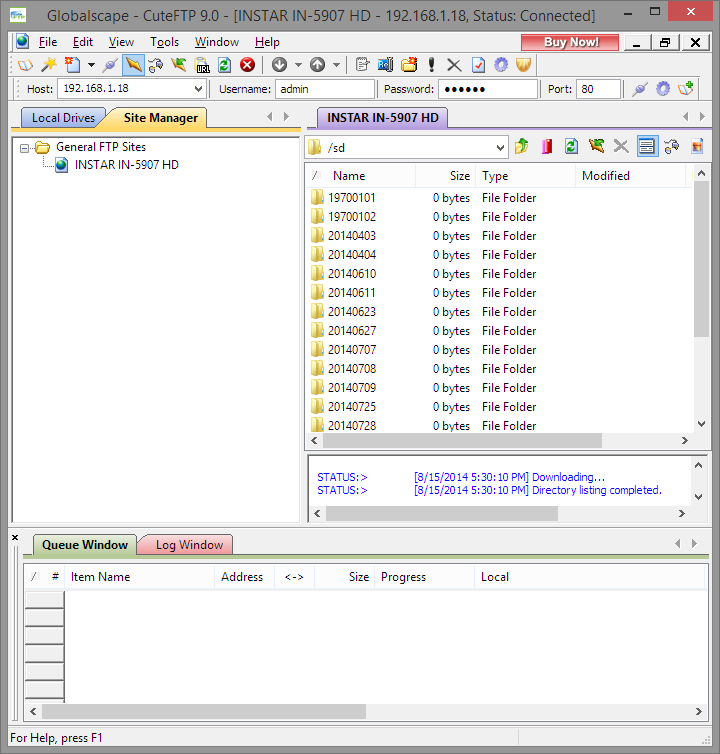 Globalscape - CuteFTP 9.0 - [INSTAR IN-5907 HD - 192.168.1.18, Status: Connected]
File Edit View Tools Window Help Buy Now!
Host: 192.168.1.18 Username: admin Password: ●●●●●● Port: 80
Local Drives Site Manager
General FTP Sites
INSTAR IN-5907 HD
INSTAR IN-5907 HD
/sd
/ Name Size Type Modified
19700101 0 bytes File Folder
19700102 0 bytes File Folder
20140403 0 bytes File Folder
20140404 0 bytes File Folder
20140610 0 bytes File Folder
20140611 0 bytes File Folder
20140623 0 bytes File Folder
20140627 0 bytes File Folder
20140707 0 bytes File Folder
20140708 0 bytes File Folder
20140709 0 bytes File Folder
20140725 0 bytes File Folder
20140728 0 bytes File Folder
STATUS:> [8/15/2014 5:30:10 PM] Downloading...
STATUS:> [8/15/2014 5:30:10 PM] Directory listing completed.
Queue Window Log Window
/ # Item Name Address <-> Size Progress Local
For Help, press F1